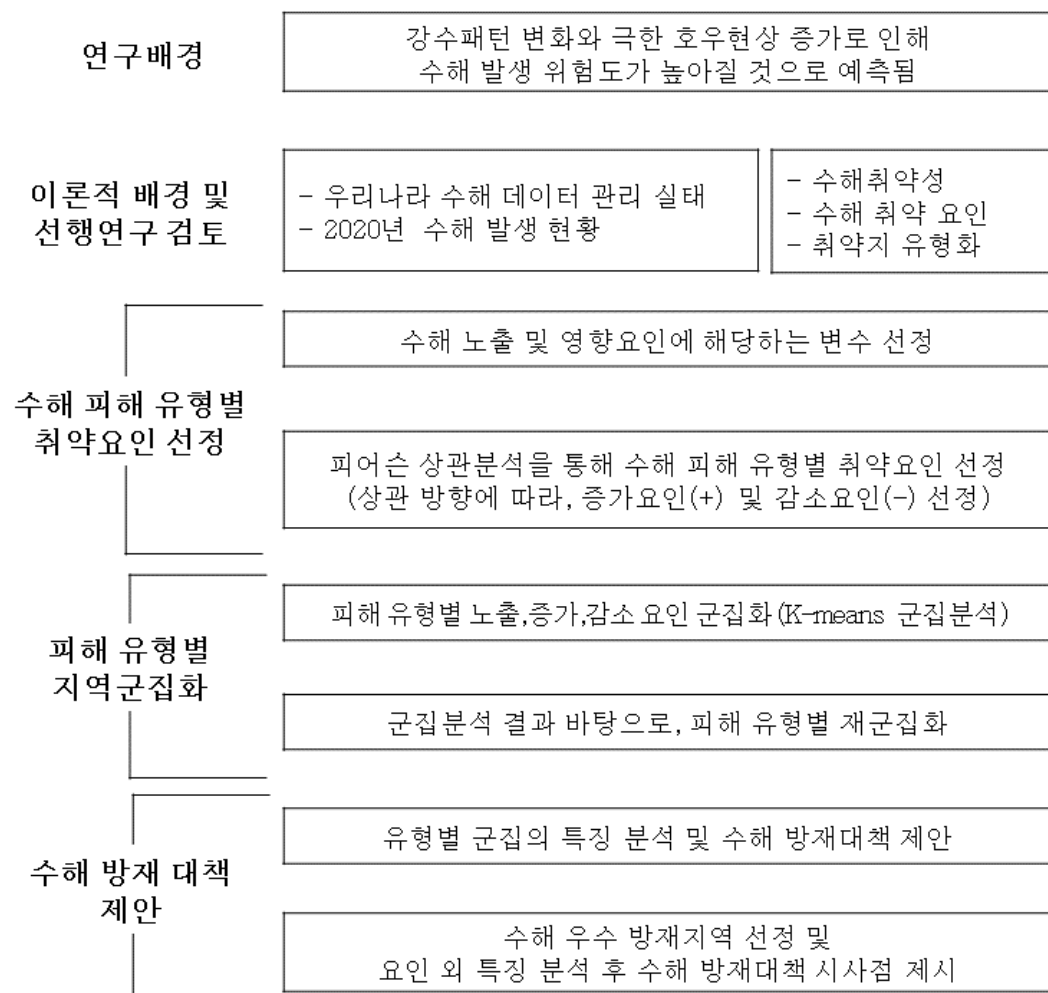 연구배경
강수패턴 변화와 극한 호우현상 증가로 인해
수해 발생 위험도가 높아질 것으로 예측됨
이론적 배경 및
선행연구 검토
- 우리나라 수해 데이터 관리 실태
- 2020년 수해 발생 현황
- 수해취약성
- 수해 취약 요인
- 취약지 유형화
수해 피해 유형별
취약요인 선정
수해 노출 및 영향요인에 해당하는 변수 선정
피어슨 상관분석을 통해 수해 피해 유형별 취약요인 선정
(상관 방향에 따라, 증가요인(+) 및 감소요인(-) 선정)
피해 유형별
지역군집화
피해 유형별 노출,증가,감소 요인 군집화(K-means 군집분석)
군집분석 결과 바탕으로, 피해 유형별 재군집화
수해 방재 대책
제안
유형별 군집의 특징 분석 및 수해 방재대책 제안
수해 우수 방재지역 선정 및
요인 외 특징 분석 후 수해 방재대책 시사점 제시